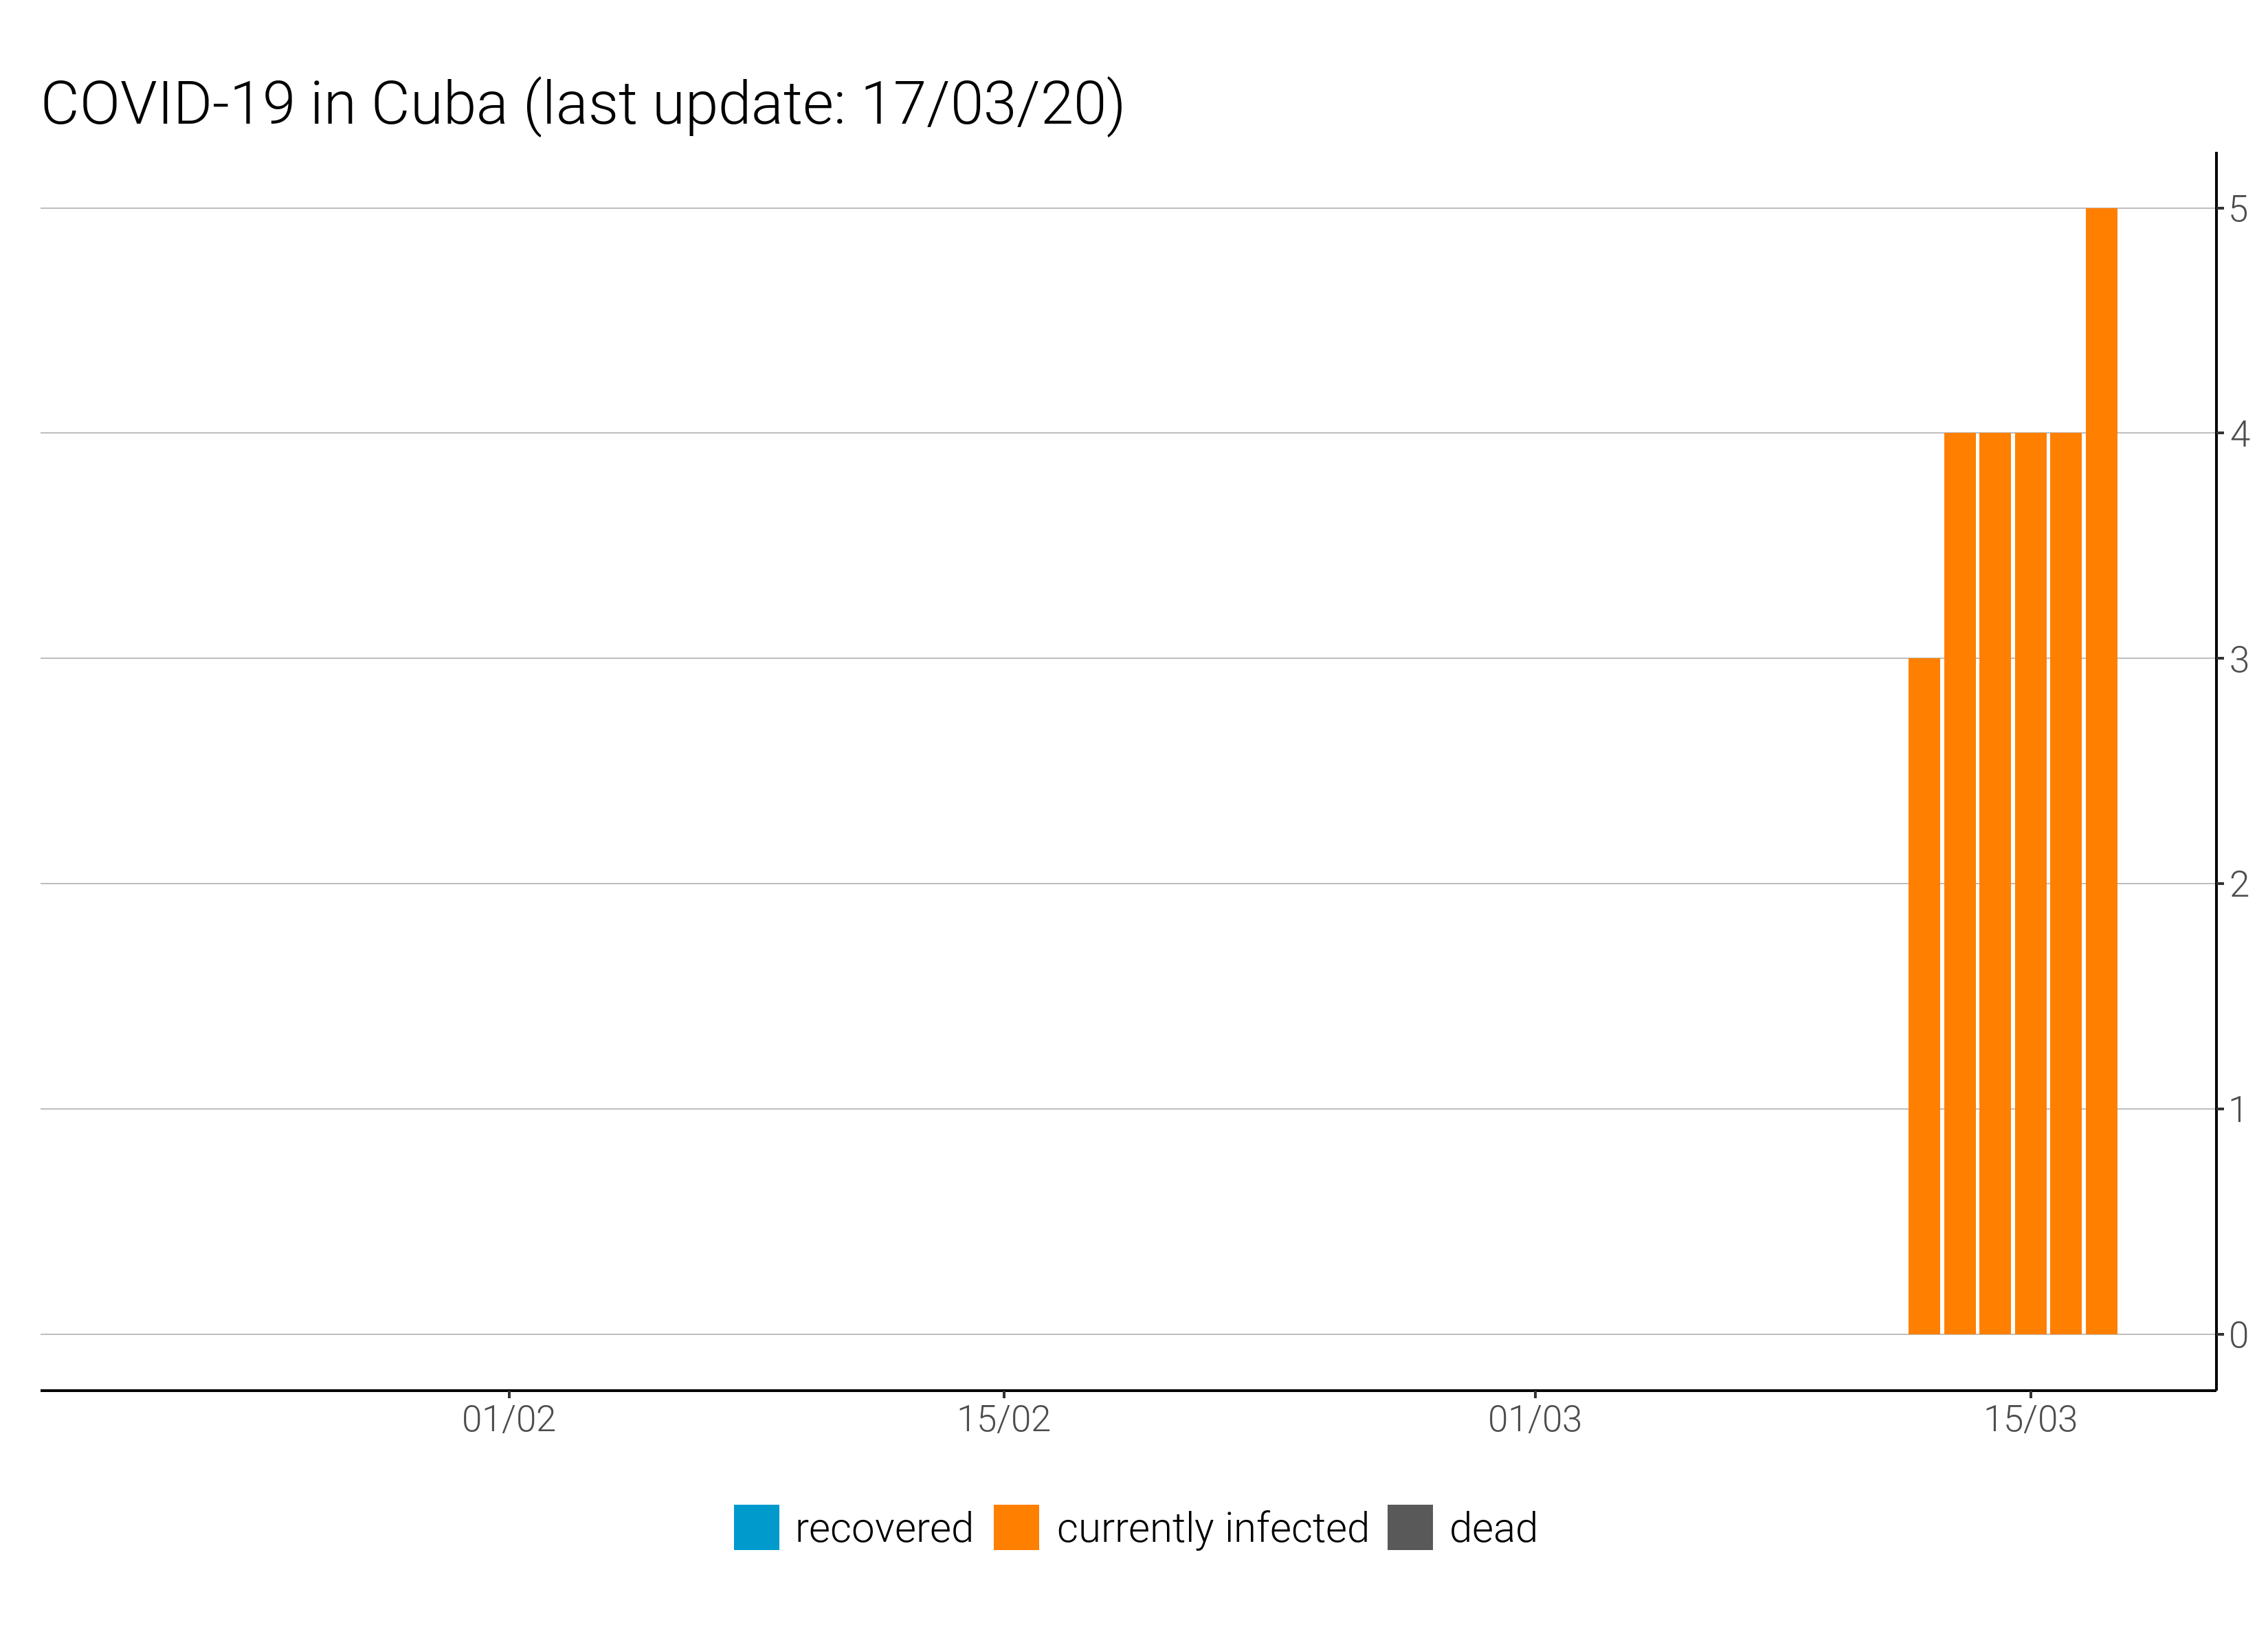 COVID-19 in Cuba (last update: 17/03/20)
5
4
3
2
1
0
01/02 15/02 01/03 15/03
recovered currently infected dead